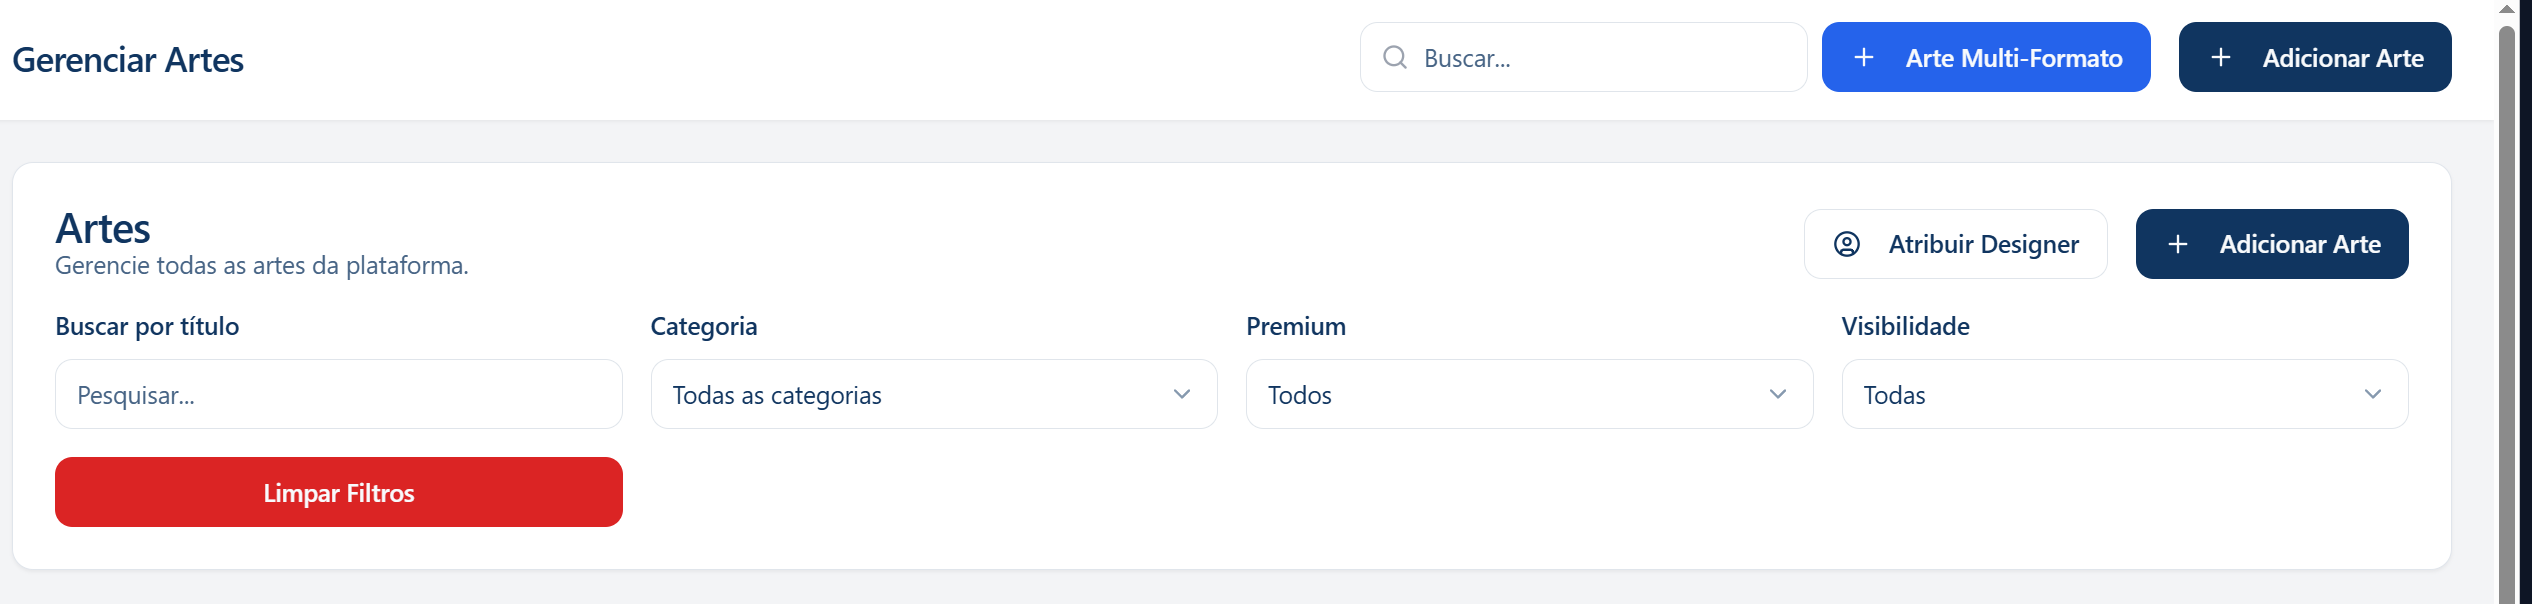 Gerenciar Artes
Buscar...
Arte Multi-Formato
Adicionar Arte
Artes
Gerencie todas as artes da plataforma.
Atribuir Designer
Adicionar Arte
Buscar por título
Categoria
Premium
Visibilidade
Pesquisar...
Todas as categorias
Todos
Todas
Limpar Filtros